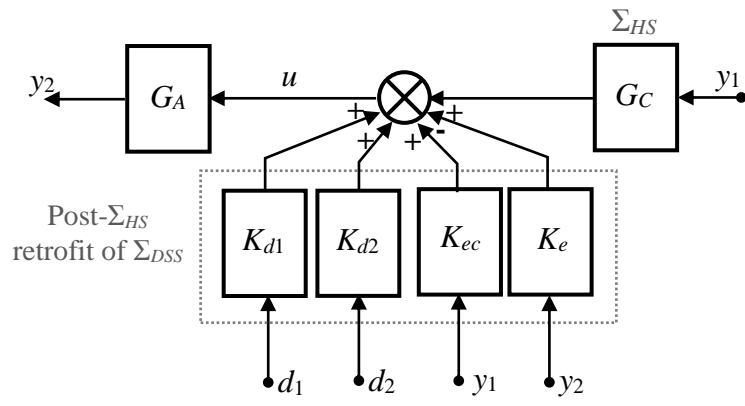 Σ_HS
y_2
G_A
u
G_C
y_1
+
+
+
-
+
Post-Σ_HS
retrofit of Σ_DSS
K_d1
K_d2
K_ec
K_e
d_1
d_2
y_1
y_2